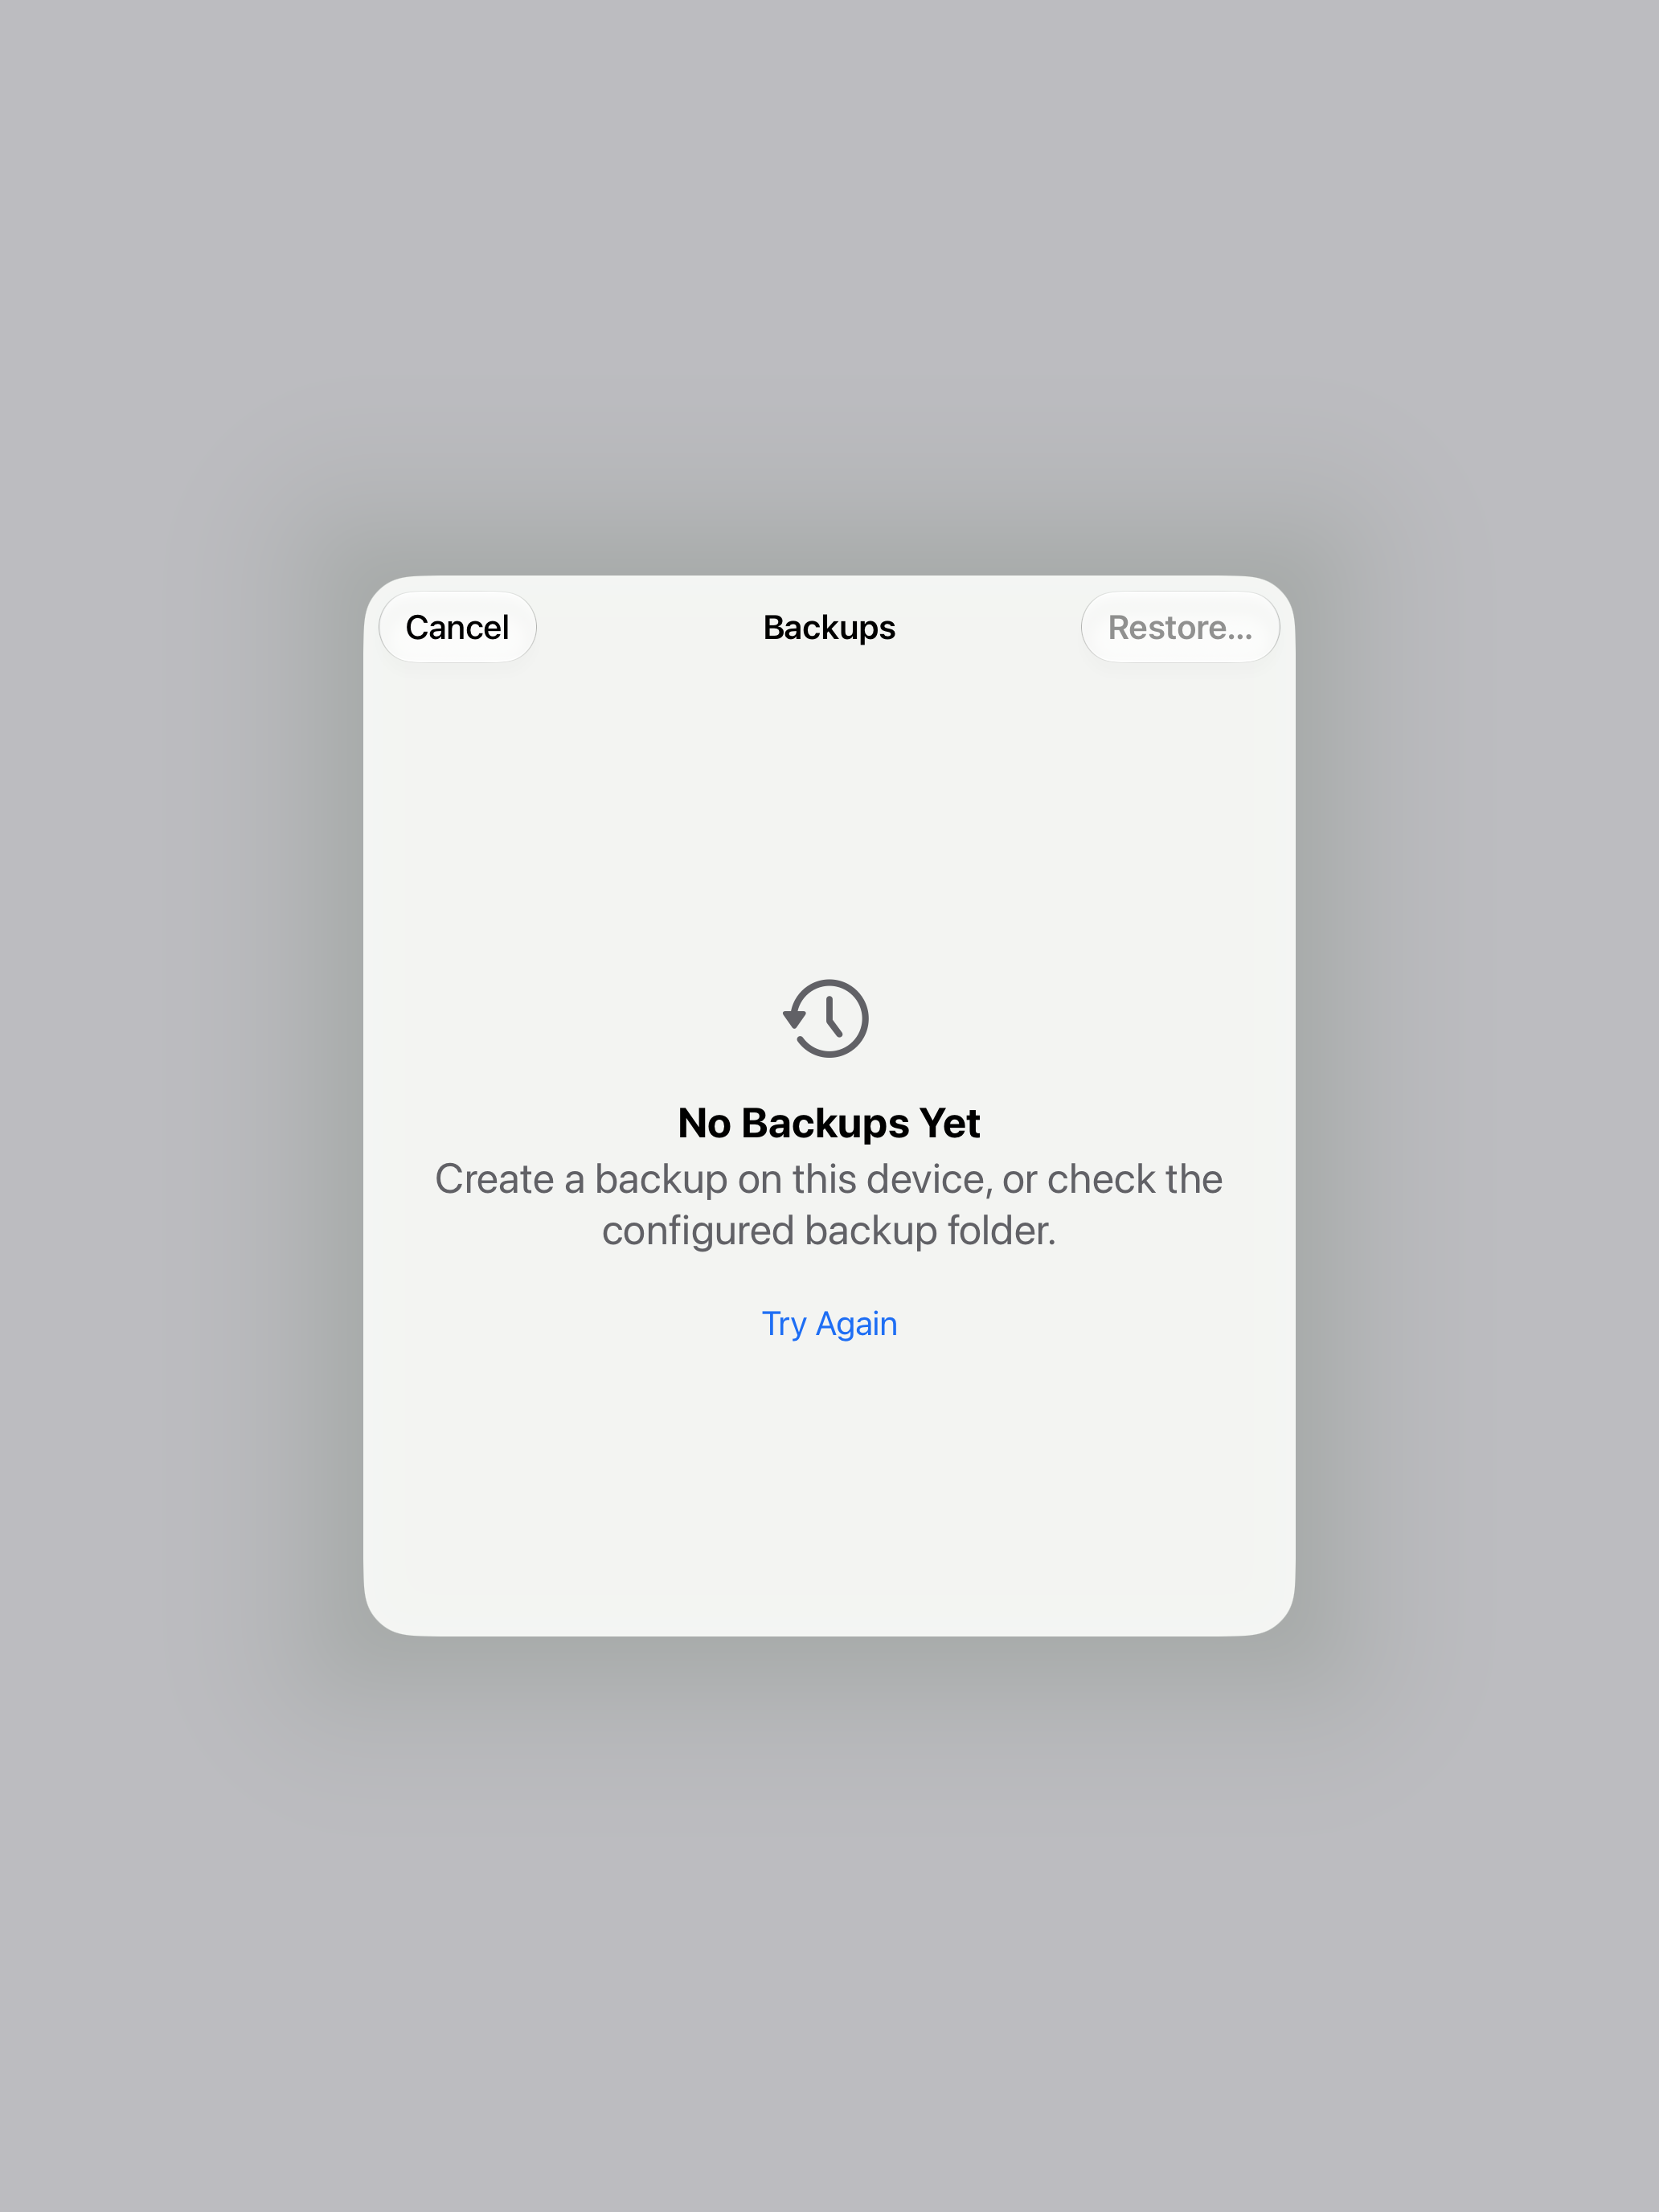 Cancel
Backups
Restore...
No Backups Yet
Create a backup on this device, or check the
configured backup folder.
Try Again